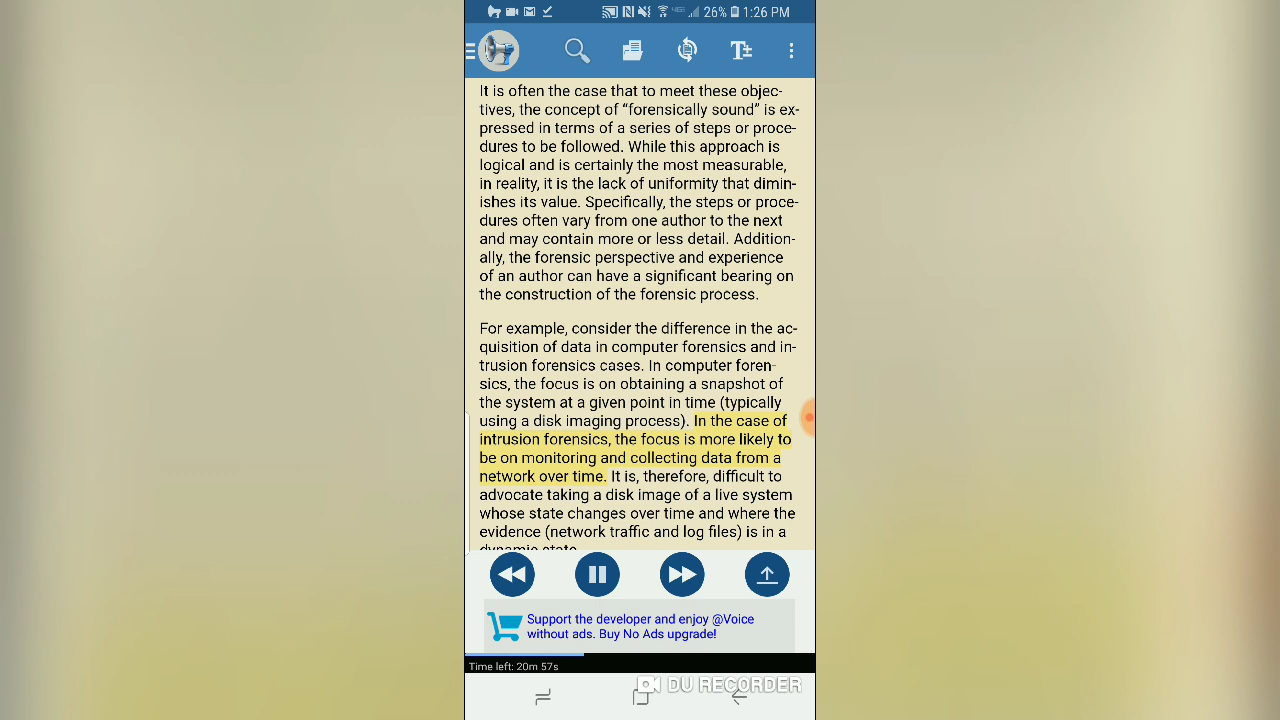 26% 1:26 PM
T±
It is often the case that to meet these objec-
tives, the concept of “forensically sound” is ex-
pressed in terms of a series of steps or proce-
dures to be followed. While this approach is
logical and is certainly the most measurable,
in reality, it is the lack of uniformity that dimin-
ishes its value. Specifically, the steps or proce-
dures often vary from one author to the next
and may contain more or less detail. Addition-
ally, the forensic perspective and experience
of an author can have a significant bearing on
the construction of the forensic process.
For example, consider the difference in the ac-
quisition of data in computer forensics and in-
trusion forensics cases. In computer foren-
sics, the focus is on obtaining a snapshot of
the system at a given point in time (typically
using a disk imaging process). In the case of
intrusion forensics, the focus is more likely to
be on monitoring and collecting data from a
network over time. It is, therefore, difficult to
advocate taking a disk image of a live system
whose state changes over time and where the
evidence (network traffic and log files) is in a
dynamic state.
Support the developer and enjoy @Voice
without ads. Buy No Ads upgrade!
Time left: 20m 57s
DU RECORDER